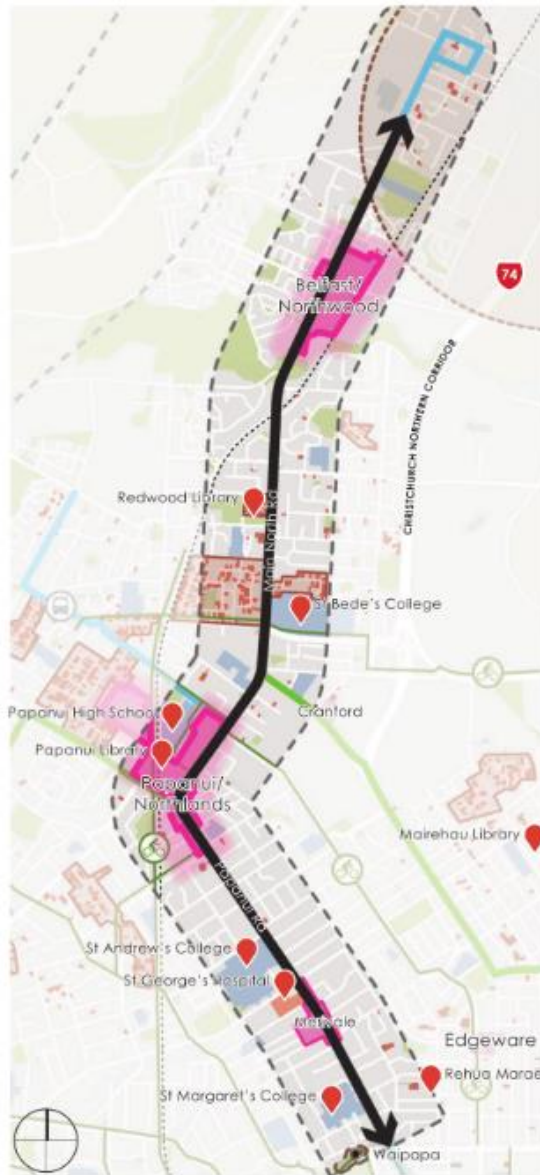 Belfast/
Northwood
74
CHRISTCHURCH NORTHERN CORRIDOR
Redwood Library
Main North Rd
St Bede's College
Papanui High School
Cranford
Papanui Library
Papanui/
Northlands
Mairehau Library
Papanui Rd
St Andrew's College
St George's Hospital
Merivale
Edgeware
Rehua Marae
St Margaret's College
Waipapa